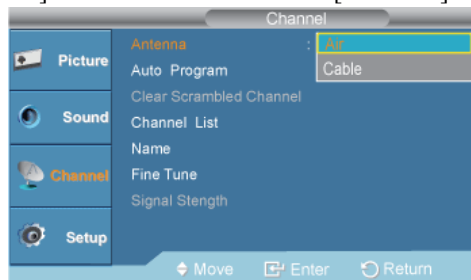 Channel
Picture
Sound
Channel
Setup
Antenna : Air
Cable
Auto Program
Clear Scrambled Channel
Channel List
Name
Fine Tune
Signal Stength
Move Enter Return